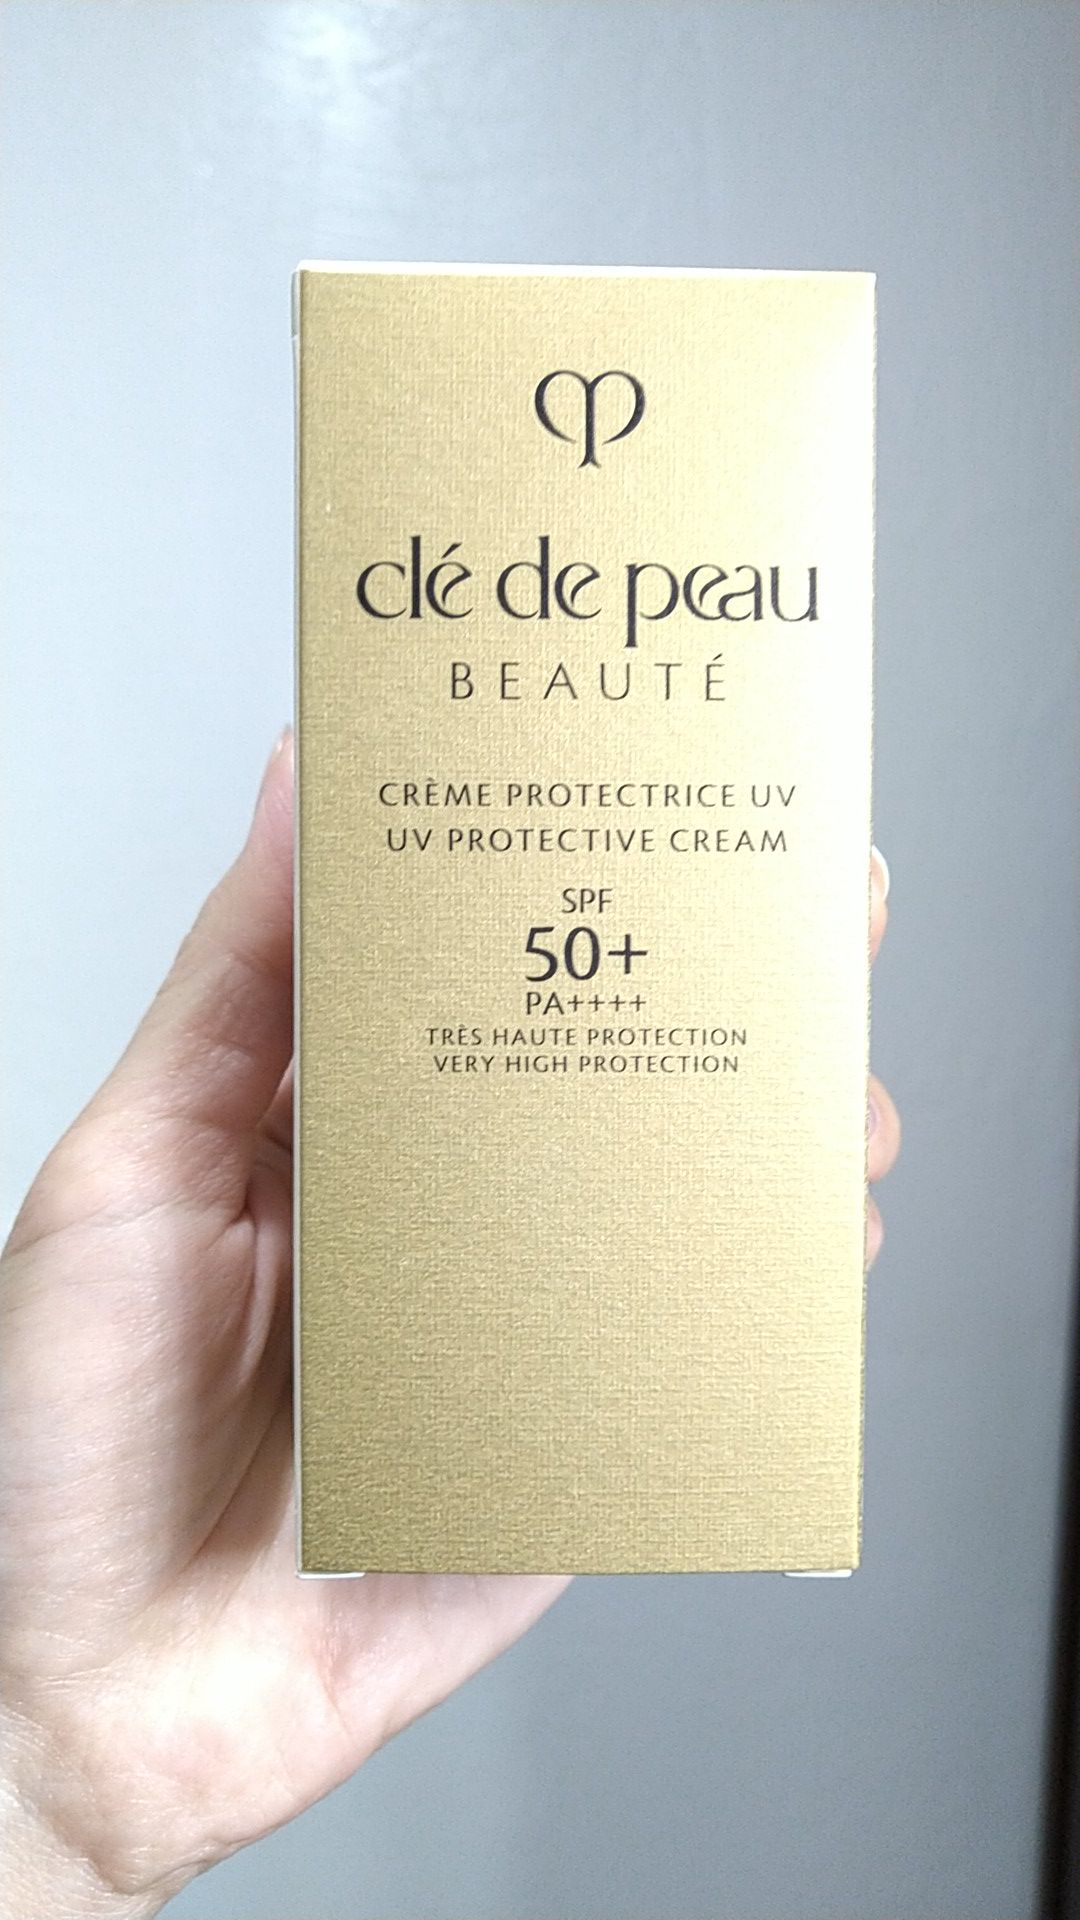 clé de peau
BEAUTÉ
CRÈME PROTECTRICE UV
UV PROTECTIVE CREAM
SPF
50+
PA++++
TRÈS HAUTE PROTECTION
VERY HIGH PROTECTION